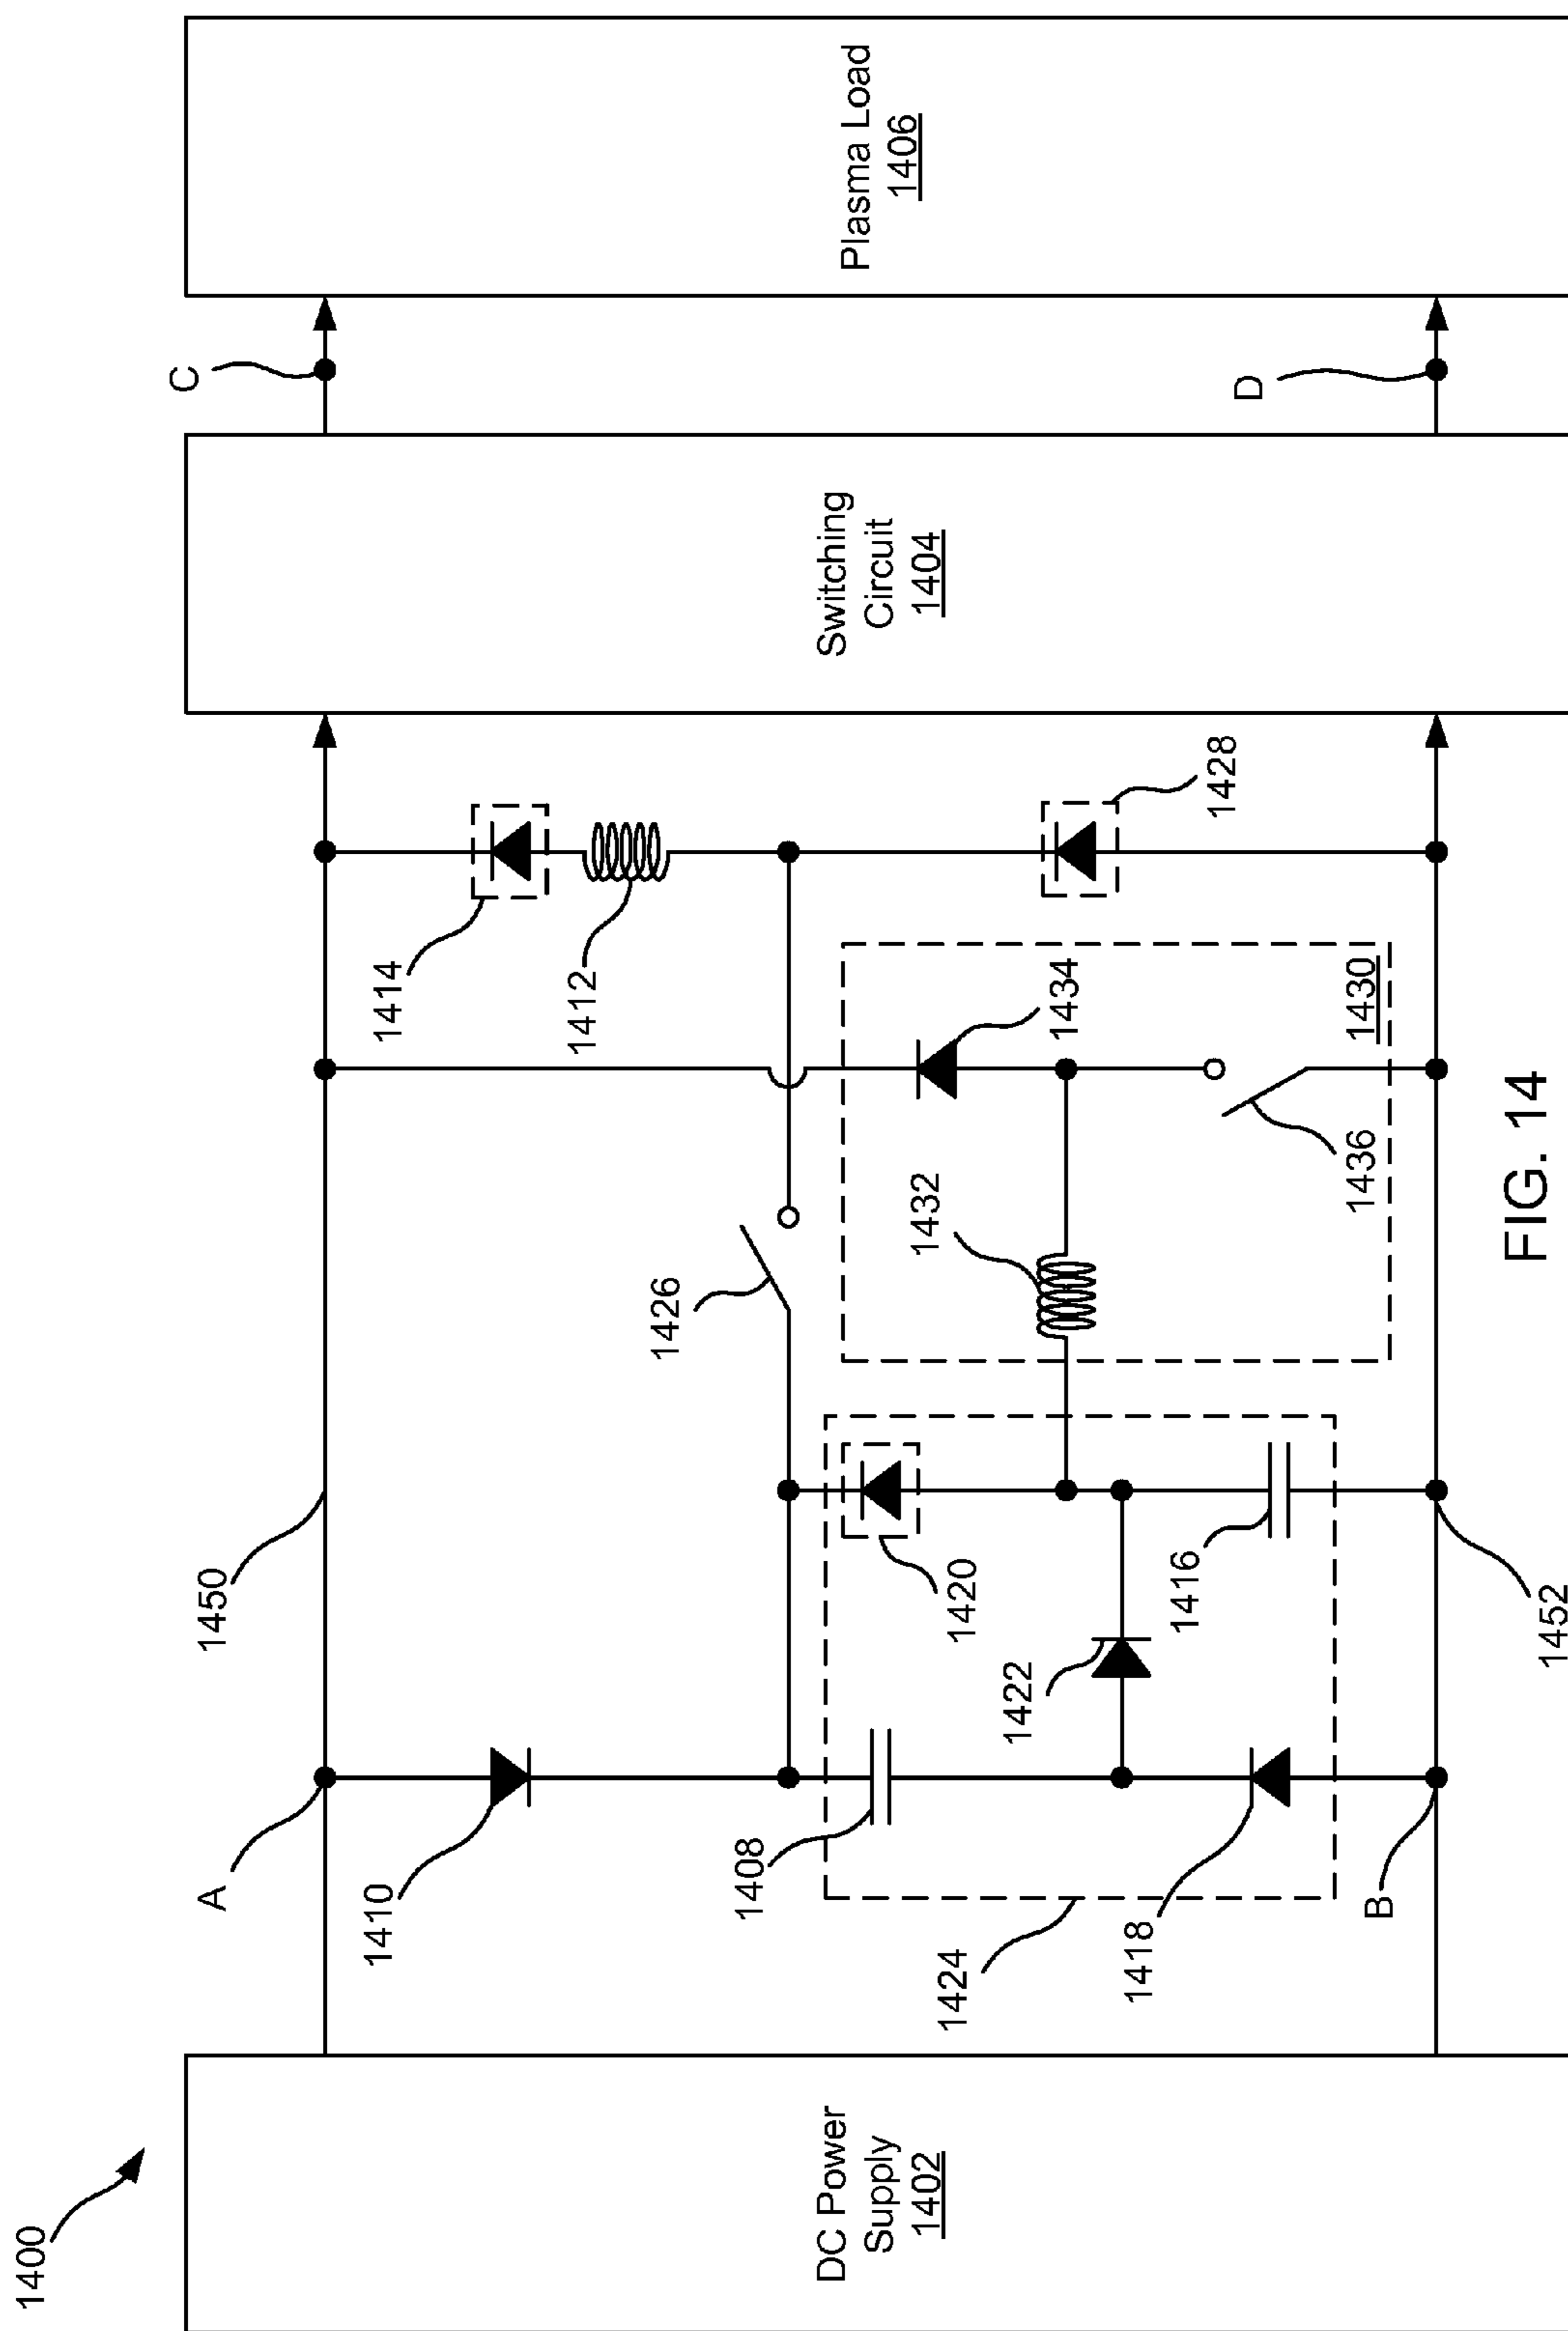 1400
DC Power
Supply
1402
A
1450
1410
1426
1414
1412
1408
1420
1422
1432
1434
1428
1424
1418
1416
1436
1430
B
1452
Switching
Circuit
1404
C
D
Plasma Load
1406
FIG. 14